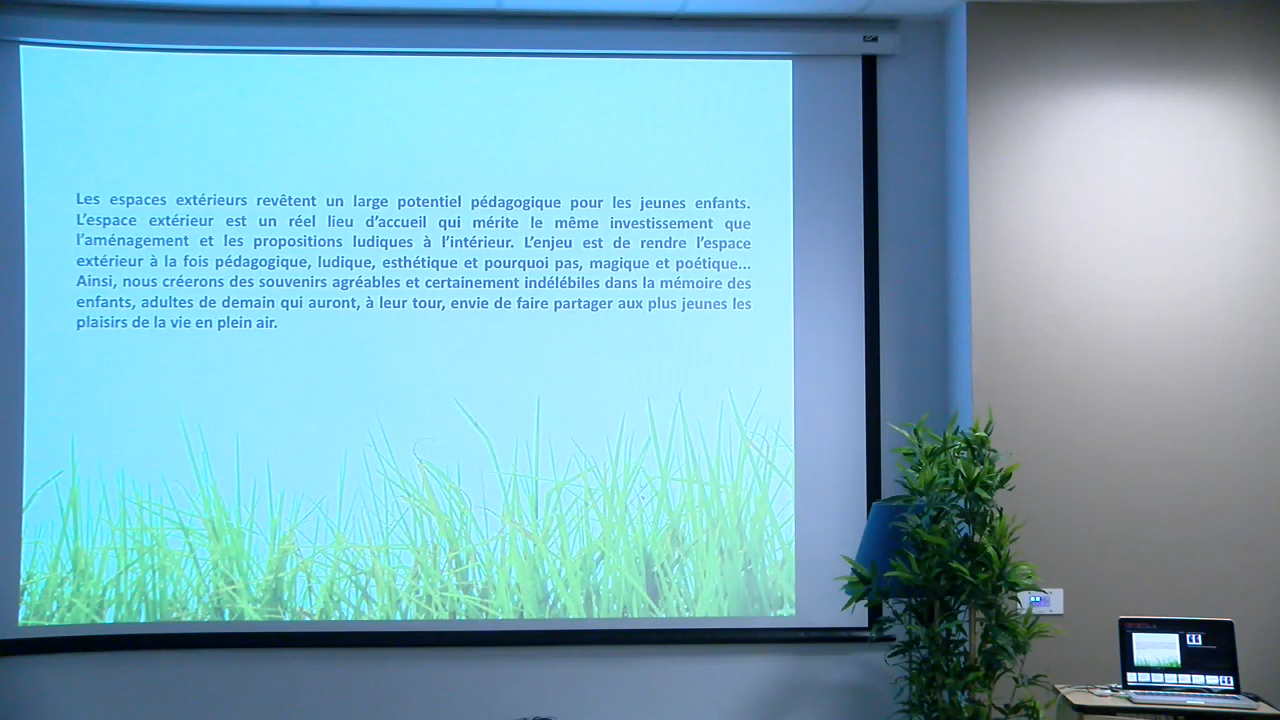 Les espaces extérieurs revêtent un large potentiel pédagogique pour les jeunes enfants.
L'espace extérieur est un réel lieu d'accueil qui mérite le même investissement que
l'aménagement et les propositions ludiques à l'intérieur. L'enjeu est de rendre l'espace
extérieur à la fois pédagogique, ludique, esthétique et pourquoi pas, magique et poétique...
Ainsi, nous créerons des souvenirs agréables et certainement indélébiles dans la mémoire des
enfants, adultes de demain qui auront, à leur tour, envie de faire partager aux plus jeunes les
plaisirs de la vie en plein air.